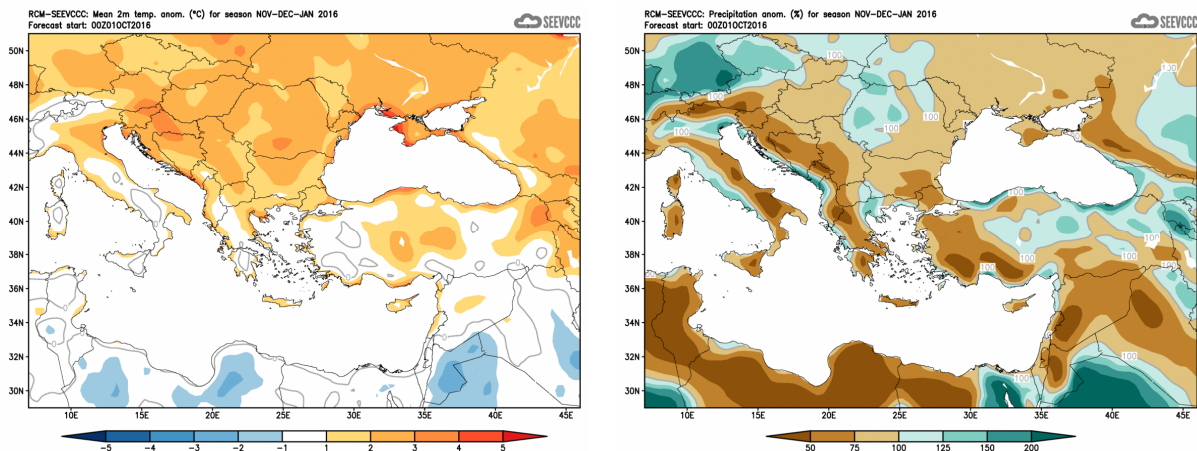 RCM-SEEVCCC: Mean 2m temp. anom. (°C) for season NOV-DEC-JAN 2016
Forecast start: 00Z01OCT2016
SEEVCCC
50N
48N
46N
44N
42N
40N
38N
36N
34N
32N
30N
10E 15E 20E 25E 30E 35E 40E 45E
-5 -4 -3 -2 -1 1 2 3 4 5
RCM-SEEVCCC: Precipitation anom. (%) for season NOV-DEC-JAN 2016
Forecast start: 00Z01OCT2016
SEEVCCC
50N
48N
46N
44N
42N
40N
38N
36N
34N
32N
30N
100
100
100
100
100
100
100
100
100
100
100
100
100
100
10E 15E 20E 25E 30E 35E 40E 45E
50 75 100 125 150 200